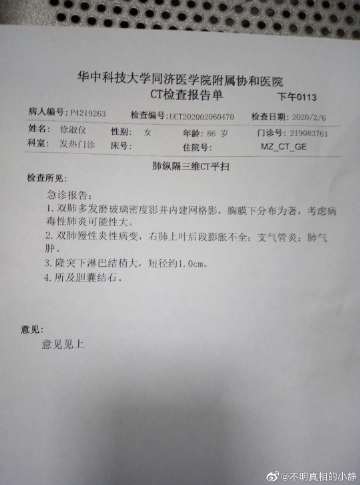 华中科技大学同济医学院附属协和医院
CT检查报告单 下午0113
病人编号:P4219263 检查编号:ECT202002060470 检查日期:2020/2/6
姓名: 徐淑仪 性别: 女 年龄:86 岁 门诊号:219083761
科室: 发热门诊 床号: 住院号: MZ_CT_GE
肺纵隔三维CT平扫
检查所见:
急诊报告:
1.双肺多发磨玻璃密度影并内建网格影，胸膜下分布为著，考虑病
毒性肺炎可能性大。
2.双肺慢性炎性病变，右肺上叶后段膨胀不全；支气管炎；肺气
肿。
3.隆突下淋巴结稍大，短径约1.0cm。
4.所及胆囊结石。
意见:
意见见上
@不明真相的小静